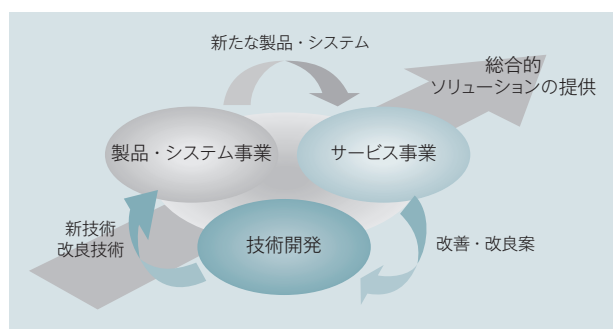 新たな製品・システム
総合的
ソリューションの提供
製品・システム事業
サービス事業
新技術
改良技術
技術開発
改善・改良案